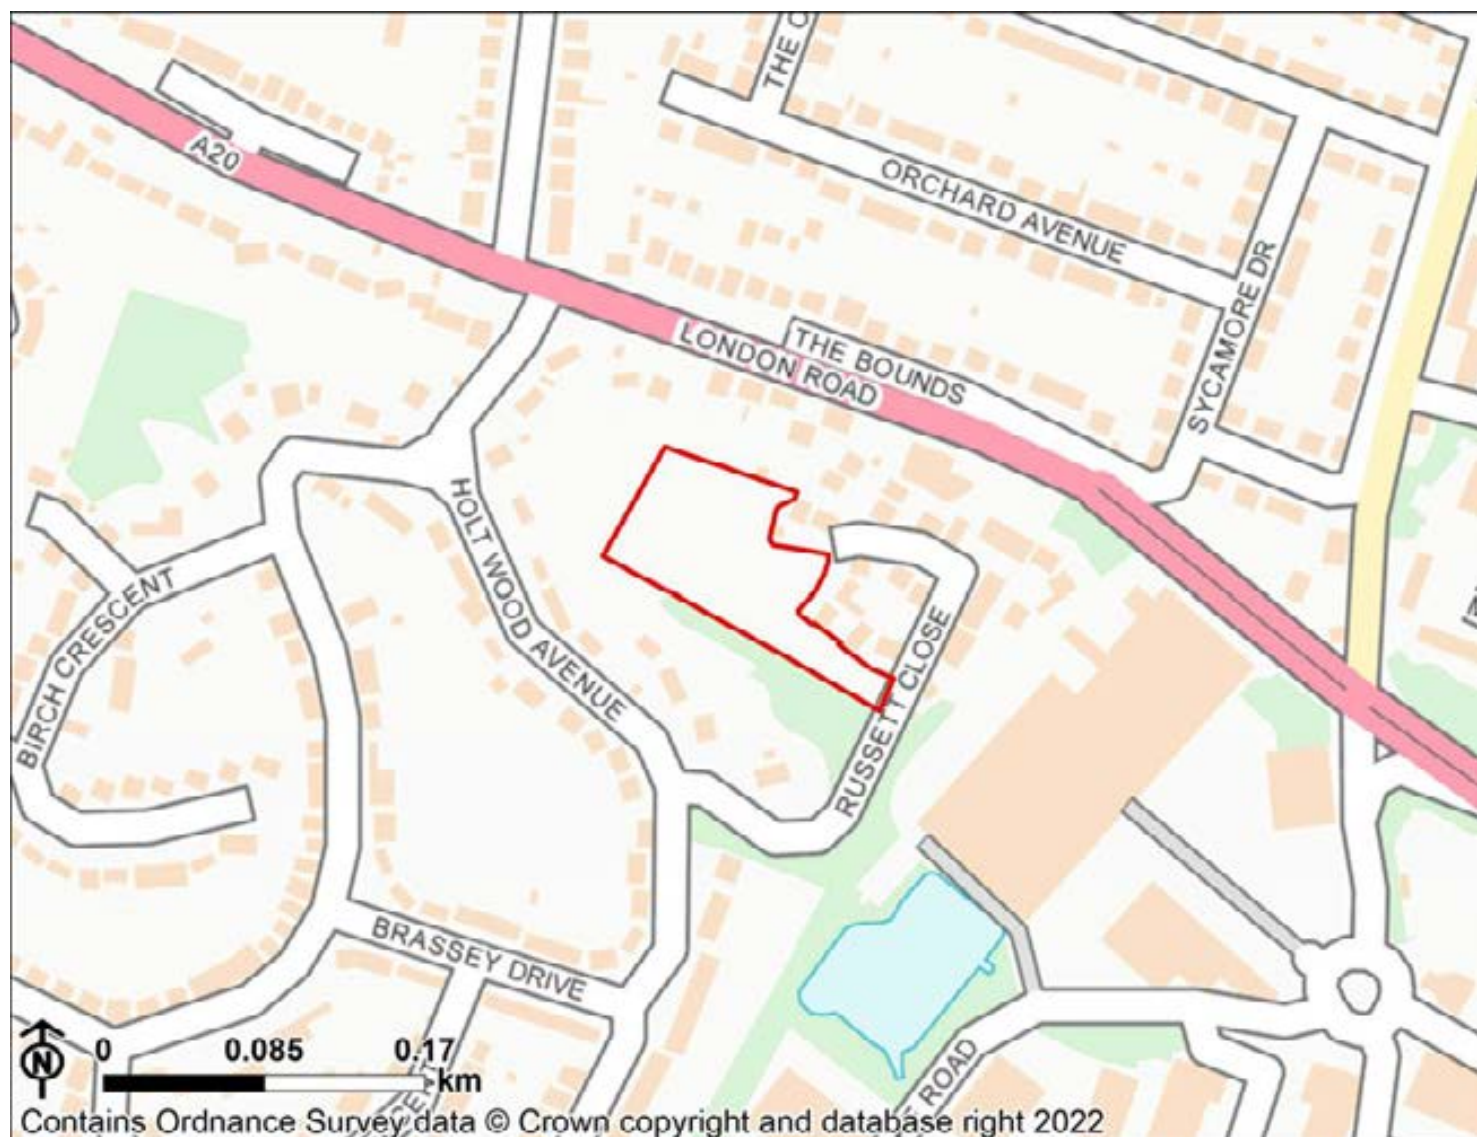 THE
A20
ORCHARD AVENUE
SYCAMORE DR
THE BOUNDS
LONDON ROAD
HOLT WOOD AVENUE
BIRCH CRESCENT
RUSSETT CLOSE
BRASSEY DRIVE
ROAD
N
0 0.085 0.17
km
Contains Ordnance Survey data © Crown copyright and database right 2022